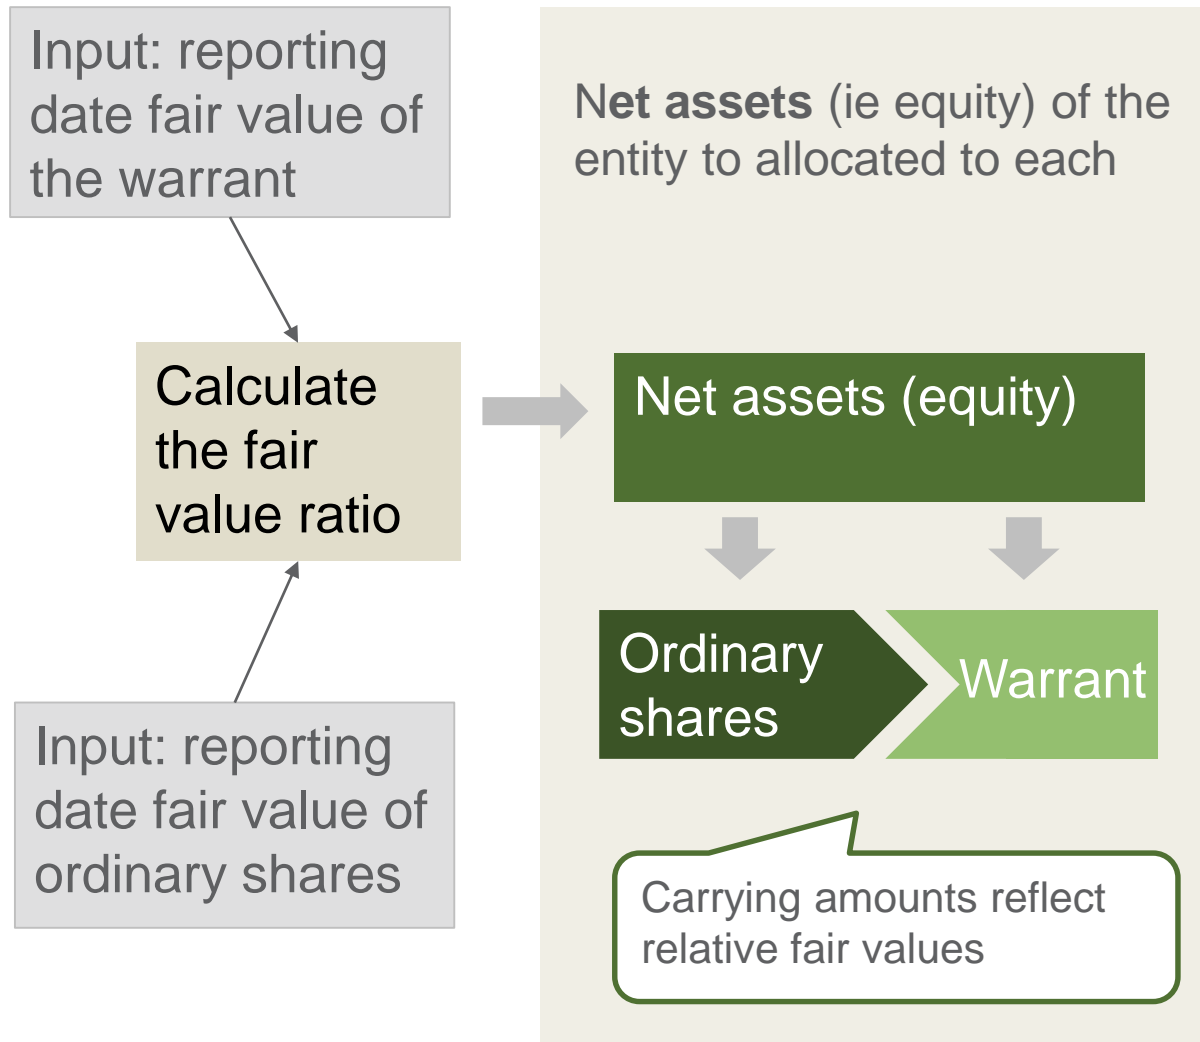 Input: reporting
date fair value of
the warrant
Net assets (ie equity) of the
entity to allocated to each
Calculate
the fair
value ratio
Net assets (equity)
Ordinary
shares
Warrant
Input: reporting
date fair value of
ordinary shares
Carrying amounts reflect
relative fair values